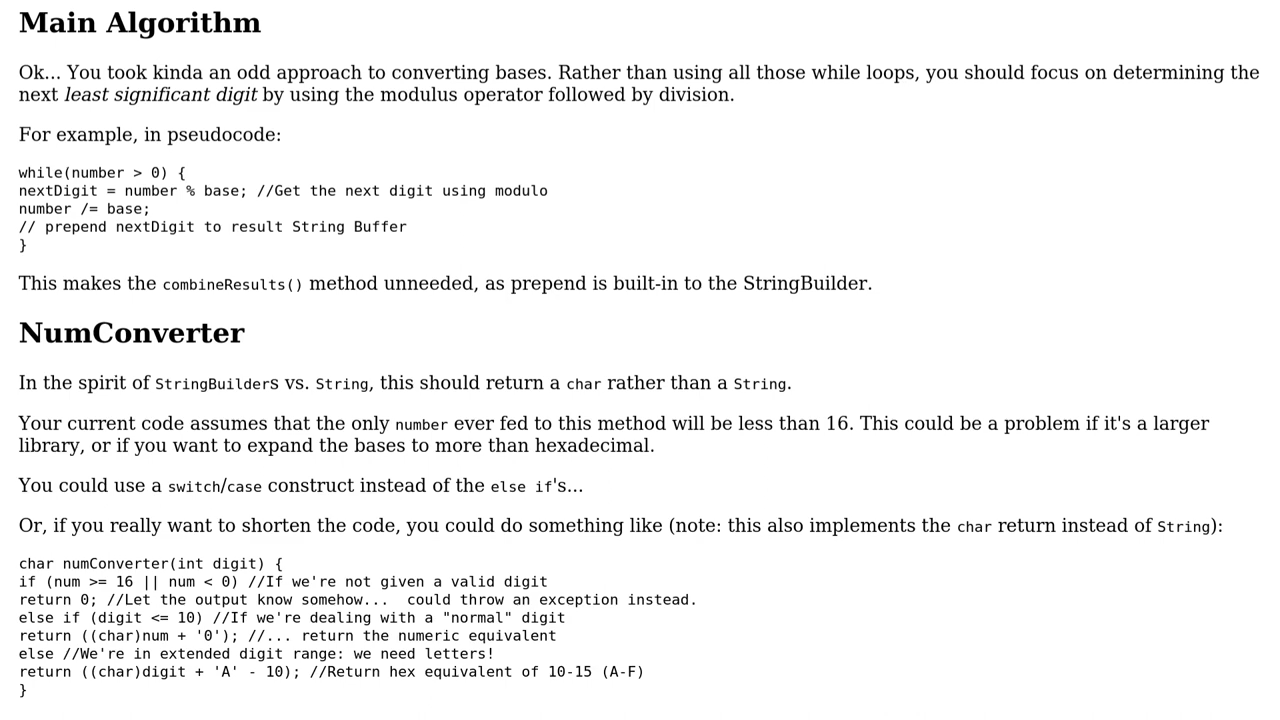 Main Algorithm
Ok... You took kinda an odd approach to converting bases. Rather than using all those while loops, you should focus on determining the
next least significant digit by using the modulus operator followed by division.
For example, in pseudocode:
while(number > 0) {
nextDigit = number % base; //Get the next digit using modulo
number /= base;
// prepend nextDigit to result String Buffer
}
This makes the combineResults() method unneeded, as prepend is built-in to the StringBuilder.
NumConverter
In the spirit of StringBuilders vs. String, this should return a char rather than a String.
Your current code assumes that the only number ever fed to this method will be less than 16. This could be a problem if it's a larger
library, or if you want to expand the bases to more than hexadecimal.
You could use a switch/case construct instead of the else if's...
Or, if you really want to shorten the code, you could do something like (note: this also implements the char return instead of String):
char numConverter(int digit) {
if (num >= 16 || num < 0) //If we're not given a valid digit
return 0; //Let the output know somehow...  could throw an exception instead.
else if (digit <= 10) //If we're dealing with a "normal" digit
return ((char)num + '0'); //... return the numeric equivalent
else //We're in extended digit range: we need letters!
return ((char)digit + 'A' - 10); //Return hex equivalent of 10-15 (A-F)
}